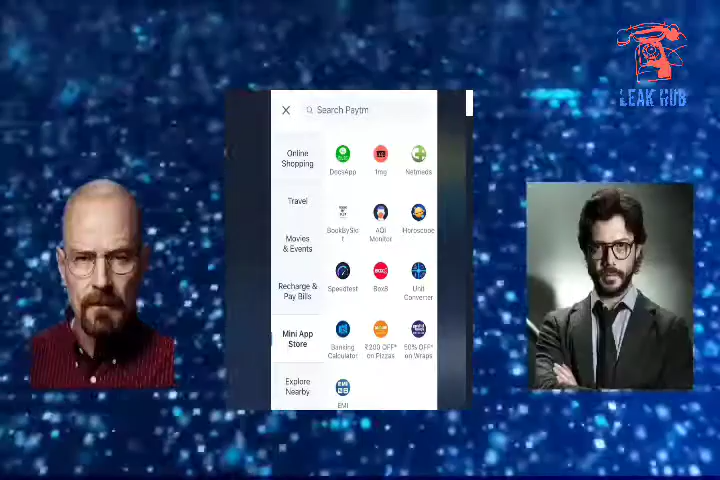 LEAK HUB
Search Paytm
Online
Shopping
DocsApp
1mg
Netmeds
Travel
BookBySlo
t
AQI
Monitor
Horoscope
Movies
& Events
Speedtest
Box8
Unit
Converter
Recharge &
Pay Bills
Mini App
Store
Banking
Calculator
₹200 OFF*
on Pizzas
50% OFF*
on Wraps
Explore
Nearby
EMI